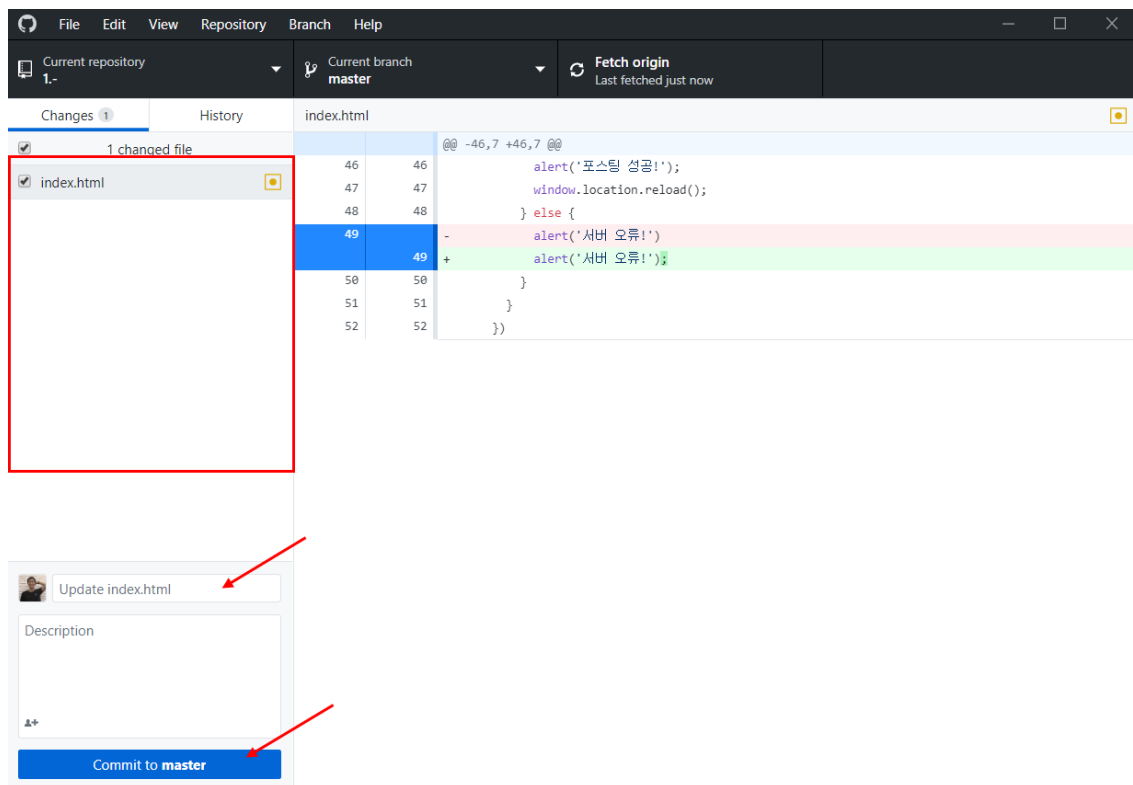 File Edit View Repository Branch Help
Current repository
1.-
Current branch
master
Fetch origin
Last fetched just now
Changes 1 History
1 changed file
index.html
index.html
@@ -46,7 +46,7 @@
46 46 alert('포스팅 성공!');
47 47 window.location.reload();
48 48 } else {
49 - alert('서버 오류!')
49 + alert('서버 오류!');
50 50 }
51 51 }
52 52 })
Update index.html
Description
Commit to master